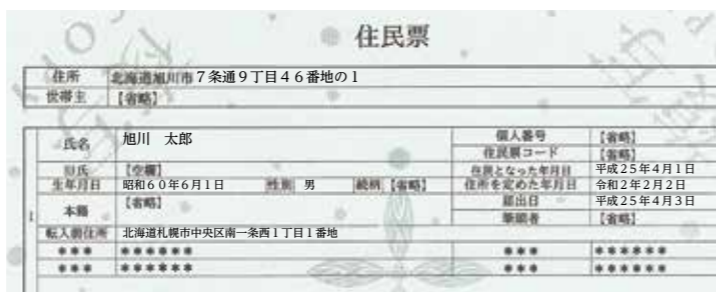 住民票
住所 北海道旭川市7条通9丁目46番地の1
世帯主 【省略】
氏名 旭川 太郎 個人番号 【省略】
住民票コード 【省略】
旧氏 【空欄】 住民となった年月日 平成25年4月1日
生年月日 昭和60年6月1日 性別 男 続柄 【省略】 住所を定めた年月日 令和2年2月2日
1 本籍 【省略】 届出日 平成25年4月3日
筆頭者 【省略】
転入前住所 北海道札幌市中央区南一条西1丁目1番地
＊＊＊ ＊＊＊＊＊＊ ＊＊＊ ＊＊＊＊＊＊
＊＊＊ ＊＊＊＊＊＊ ＊＊＊ ＊＊＊＊＊＊